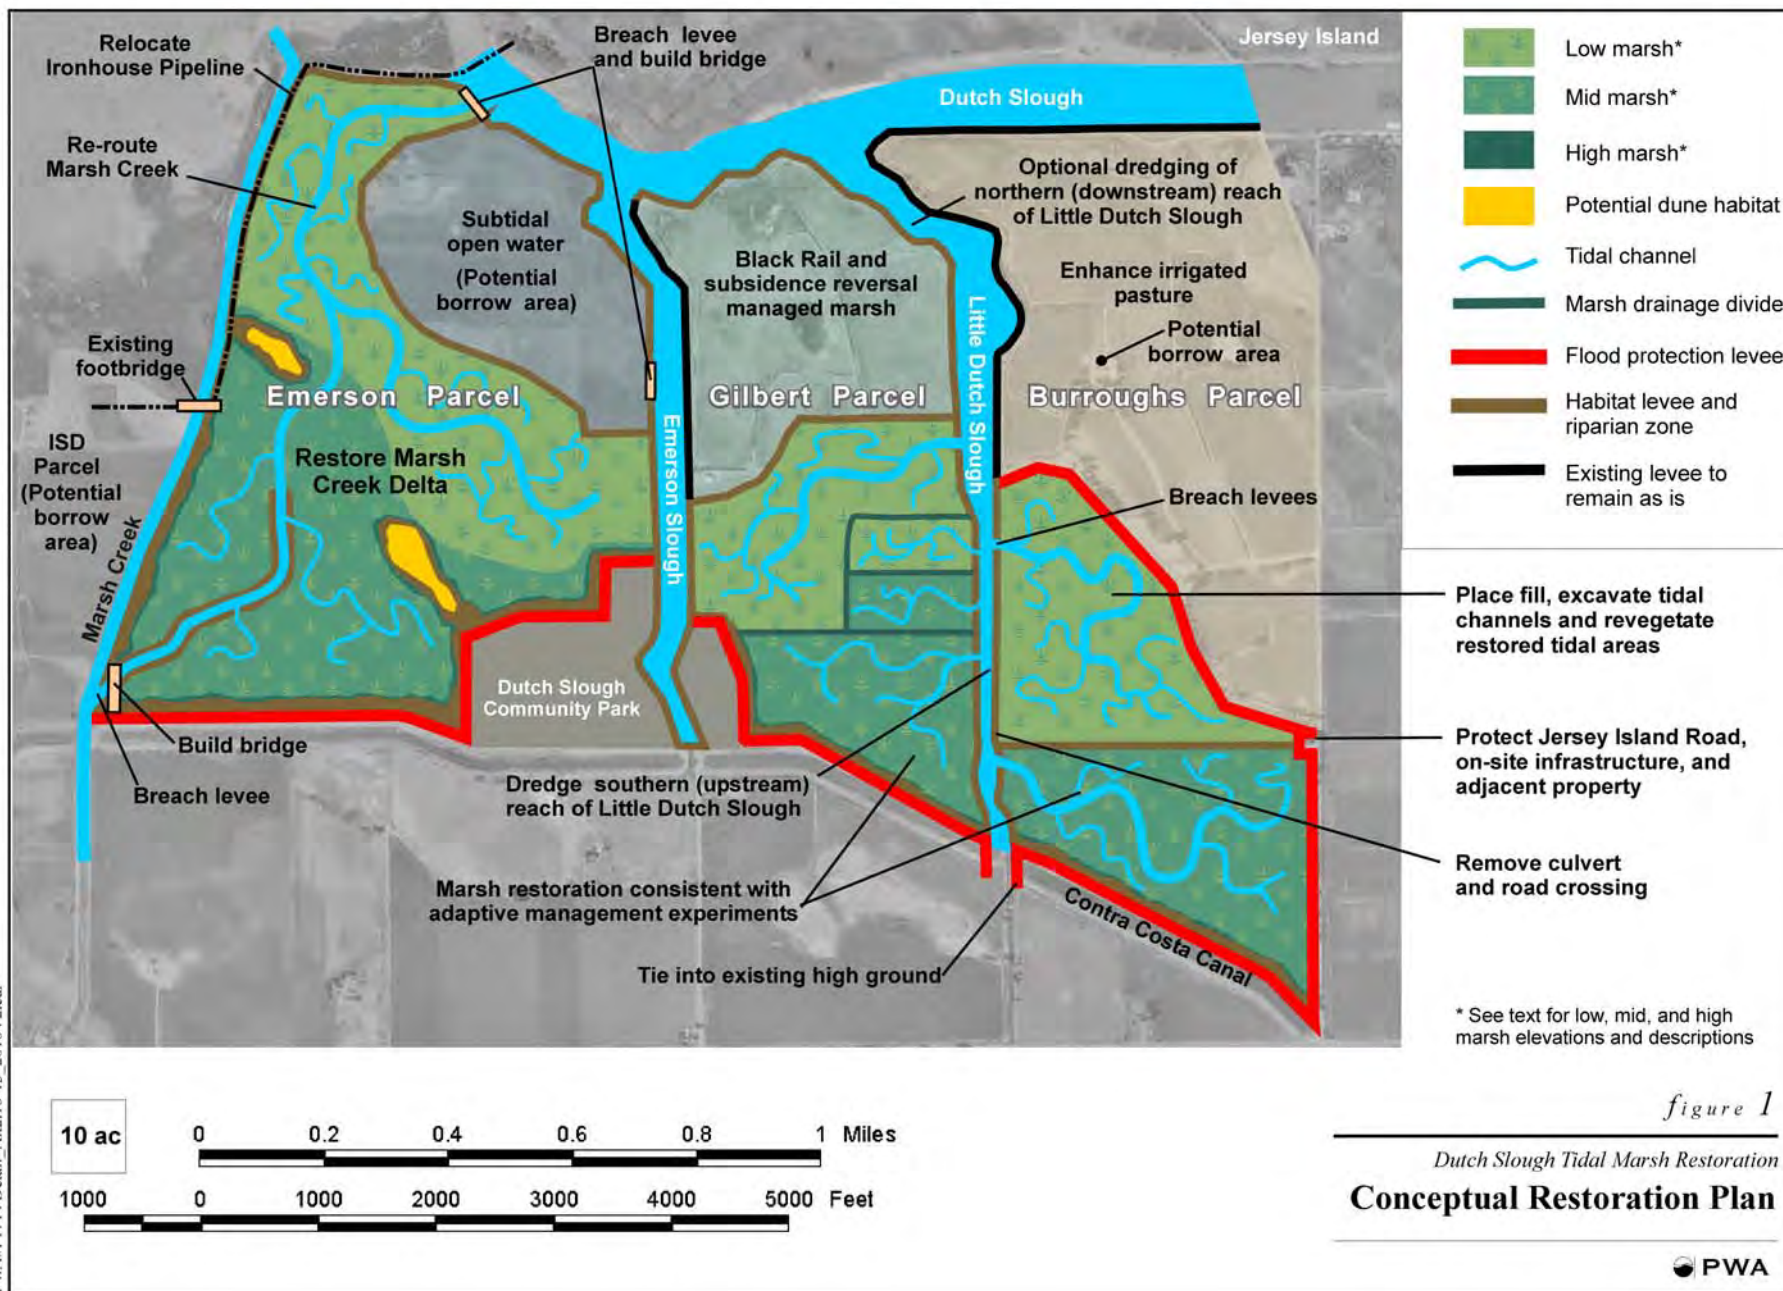 Relocate
Ironhouse Pipeline
Breach levee
and build bridge
Jersey Island
Dutch Slough
Re-route
Marsh Creek
Subtidal
open water
(Potential
borrow area)
Optional dredging of
northern (downstream) reach
of Little Dutch Slough
Black Rail and
subsidence reversal
managed marsh
Enhance irrigated
pasture
Potential
borrow area
Existing
footbridge
Emerson Parcel
Gilbert Parcel
Burroughs Parcel
Little Dutch Slough
Emerson Slough
ISD
Parcel
(Potential
borrow
area)
Restore Marsh
Creek Delta
Breach levees
Marsh Creek
Dutch Slough
Community Park
Build bridge
Breach levee
Dredge southern (upstream)
reach of Little Dutch Slough
Marsh restoration consistent with
adaptive management experiments
Tie into existing high ground
Contra Costa Canal
Low marsh*
Mid marsh*
High marsh*
Potential dune habitat
Tidal channel
Marsh drainage divide
Flood protection levee
Habitat levee and
riparian zone
Existing levee to
remain as is
Place fill, excavate tidal
channels and revegetate
restored tidal areas
Protect Jersey Island Road,
on-site infrastructure, and
adjacent property
Remove culvert
and road crossing
* See text for low, mid, and high
marsh elevations and descriptions
10 ac
0 0.2 0.4 0.6 0.8 1 Miles
1000 0 1000 2000 3000 4000 5000 Feet
figure 1
Dutch Slough Tidal Marsh Restoration
Conceptual Restoration Plan
PWA